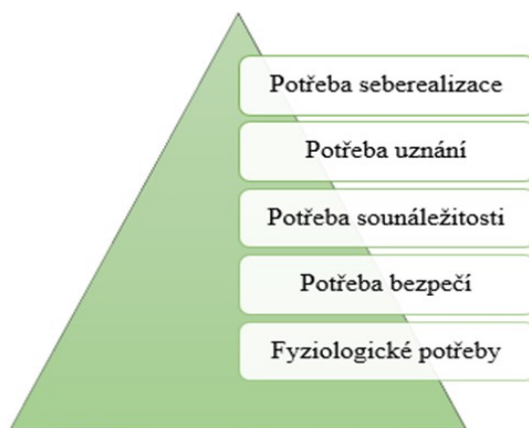 Potřeba seberealizace
Potřeba uznání
Potřeba sounáležitosti
Potřeba bezpečí
Fyziologické potřeby